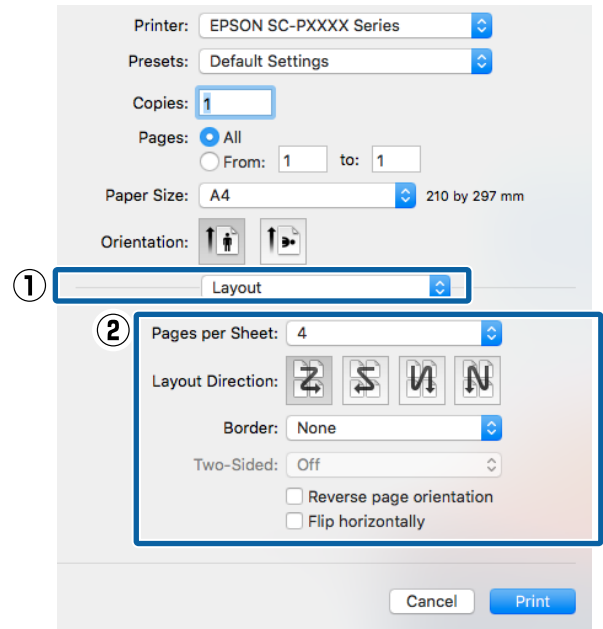 Printer: EPSON SC-PXXXX Series
Presets: Default Settings
Copies: 1
Pages: All
From: 1 to: 1
Paper Size: A4 210 by 297 mm
Orientation:
① Layout
② Pages per Sheet: 4
Layout Direction:
Border: None
Two-Sided: Off
Reverse page orientation
Flip horizontally
Cancel Print